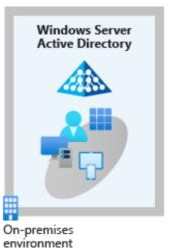 Windows Server
Active Directory
On-premises
environment